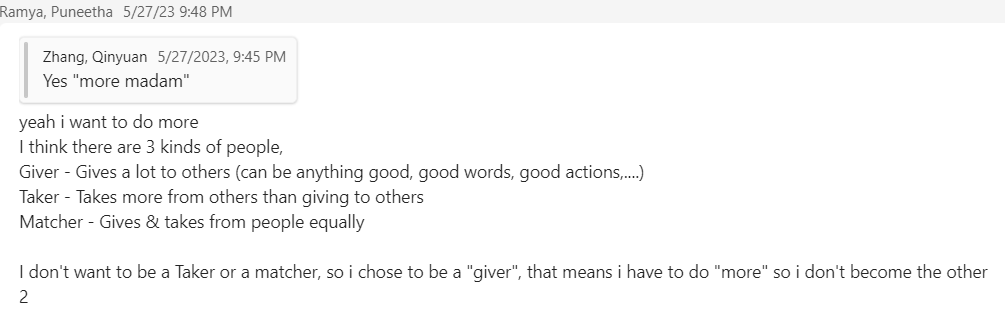 Ramya, Puneetha 5/27/23 9:48 PM
Zhang, Qinyuan 5/27/2023, 9:45 PM
Yes "more madam"
yeah i want to do more
I think there are 3 kinds of people,
Giver - Gives a lot to others (can be anything good, good words, good actions,....)
Taker - Takes more from others than giving to others
Matcher - Gives & takes from people equally
I don't want to be a Taker or a matcher, so i chose to be a "giver", that means i have to do "more" so i don't become the other
2